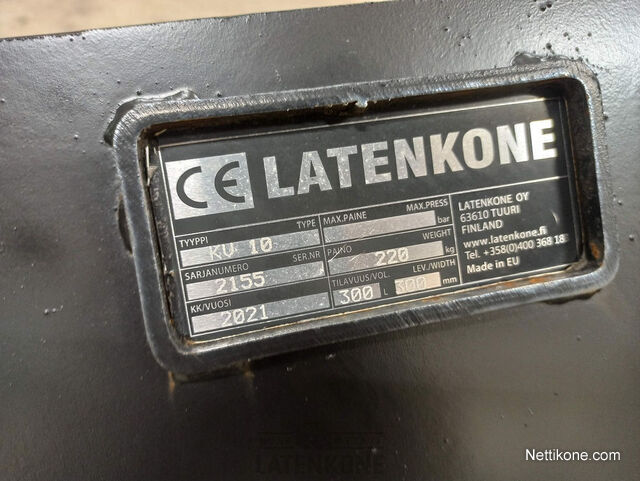 CE LATENKONE
TYYPPI TYPE
KU 10
SARJANUMERO SER.NR
2155
KK/VUOSI
2021
MAX.PAINE MAX.PRESS
bar
PAINO WEIGHT
220 kg
TILAVUUS/VOL. LEV./WIDTH
300 L 300 mm
LATENKONE OY
63610 TUURI
FINLAND
www.latenkone.fi
Tel. +358(0)400 368 18
Made in EU
LATENKONE
Nettikone.com